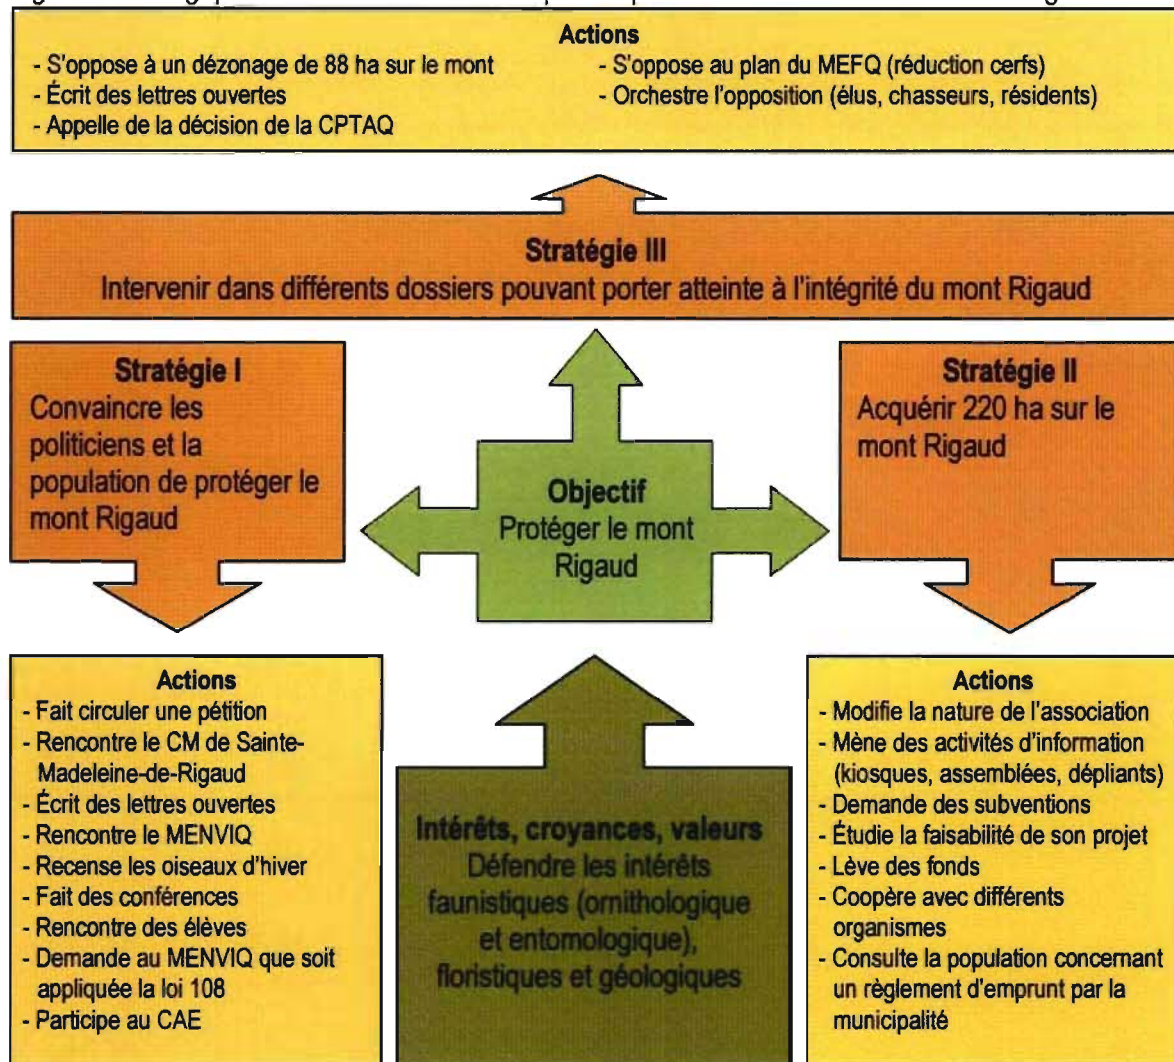 Actions
- S'oppose à un dézonage de 88 ha sur le mont
- Écrit des lettres ouvertes
- Appelle de la décision de la CPTAQ
- S'oppose au plan du MEFQ (réduction cerfs)
- Orchestre l'opposition (élus, chasseurs, résidents)
Stratégie III
Intervenir dans différents dossiers pouvant porter atteinte à l'intégrité du mont Rigaud
Stratégie I
Convaincre les
politiciens et la
population de protéger le
mont Rigaud
Objectif
Protéger le mont
Rigaud
Stratégie II
Acquérir 220 ha sur le
mont Rigaud
Actions
- Fait circuler une pétition
- Rencontre le CM de Sainte-
Madeleine-de-Rigaud
- Écrit des lettres ouvertes
- Rencontre le MENVIQ
- Recense les oiseaux d'hiver
- Fait des conférences
- Rencontre des élèves
- Demande au MENVIQ que soit
appliquée la loi 108
- Participe au CAE
Intérêts, croyances, valeurs
Défendre les intérêts
faunistiques (ornithologique
et entomologique),
floristiques et géologiques
Actions
- Modifie la nature de l'association
- Mène des activités d'information
(kiosques, assemblées, dépliants)
- Demande des subventions
- Étudie la faisabilité de son projet
- Lève des fonds
- Coopère avec différents
organismes
- Consulte la population concernant
un règlement d'emprunt par la
municipalité